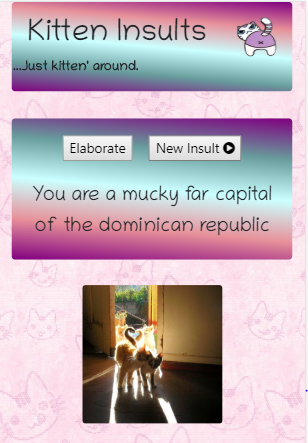 Kitten Insults
...Just kitten' around.
Elaborate
New Insult
You are a mucky far capital
of the dominican republic